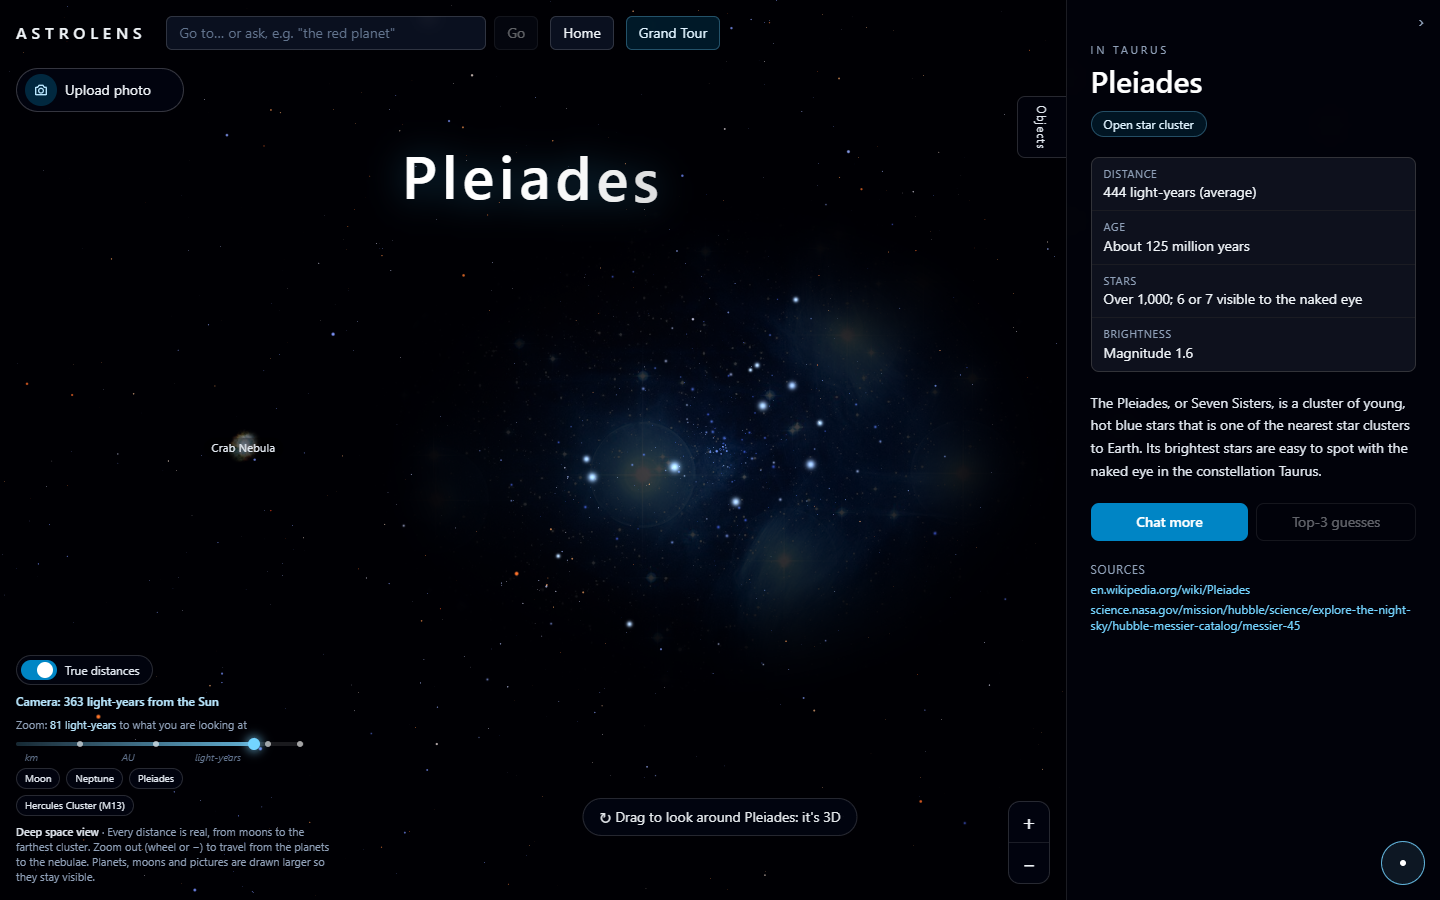 ASTROLENS
Go to... or ask, e.g. "the red planet"
Go
Home
Grand Tour
Upload photo
Objects
Pleiades
Crab Nebula
True distances
Camera: 363 light-years from the Sun
Zoom: 81 light-years to what you are looking at
km
AU
light-years
Moon
Neptune
Pleiades
Hercules Cluster (M13)
Deep space view · Every distance is real, from moons to the
farthest cluster. Zoom out (wheel or −) to travel from the planets
to the nebulae. Planets, moons and pictures are drawn larger so
they stay visible.
↻ Drag to look around Pleiades: it's 3D
+
−
›
IN TAURUS
Pleiades
Open star cluster
DISTANCE
444 light-years (average)
AGE
About 125 million years
STARS
Over 1,000; 6 or 7 visible to the naked eye
BRIGHTNESS
Magnitude 1.6
The Pleiades, or Seven Sisters, is a cluster of young,
hot blue stars that is one of the nearest star clusters
to Earth. Its brightest stars are easy to spot with the
naked eye in the constellation Taurus.
Chat more
Top-3 guesses
SOURCES
en.wikipedia.org/wiki/Pleiades
science.nasa.gov/mission/hubble/science/explore-the-night-
sky/hubble-messier-catalog/messier-45